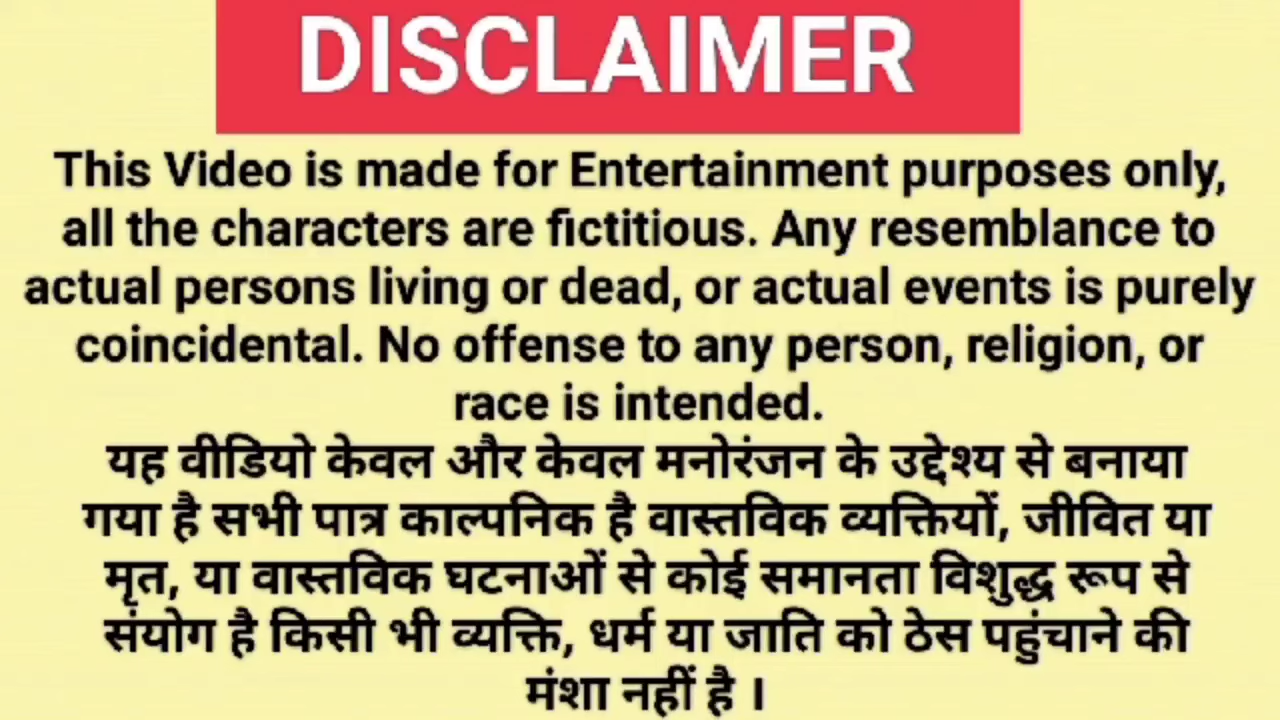 DISCLAIMER
This Video is made for Entertainment purposes only,
all the characters are fictitious. Any resemblance to
actual persons living or dead, or actual events is purely
coincidental. No offense to any person, religion, or
race is intended.
यह वीडियो केवल और केवल मनोरंजन के उद्देश्य से बनाया
गया है सभी पात्र काल्पनिक है वास्तविक व्यक्तियों, जीवित या
मृत, या वास्तविक घटनाओं से कोई समानता विशुद्ध रूप से
संयोग है किसी भी व्यक्ति, धर्म या जाति को ठेस पहुंचाने की
मंशा नहीं है ।